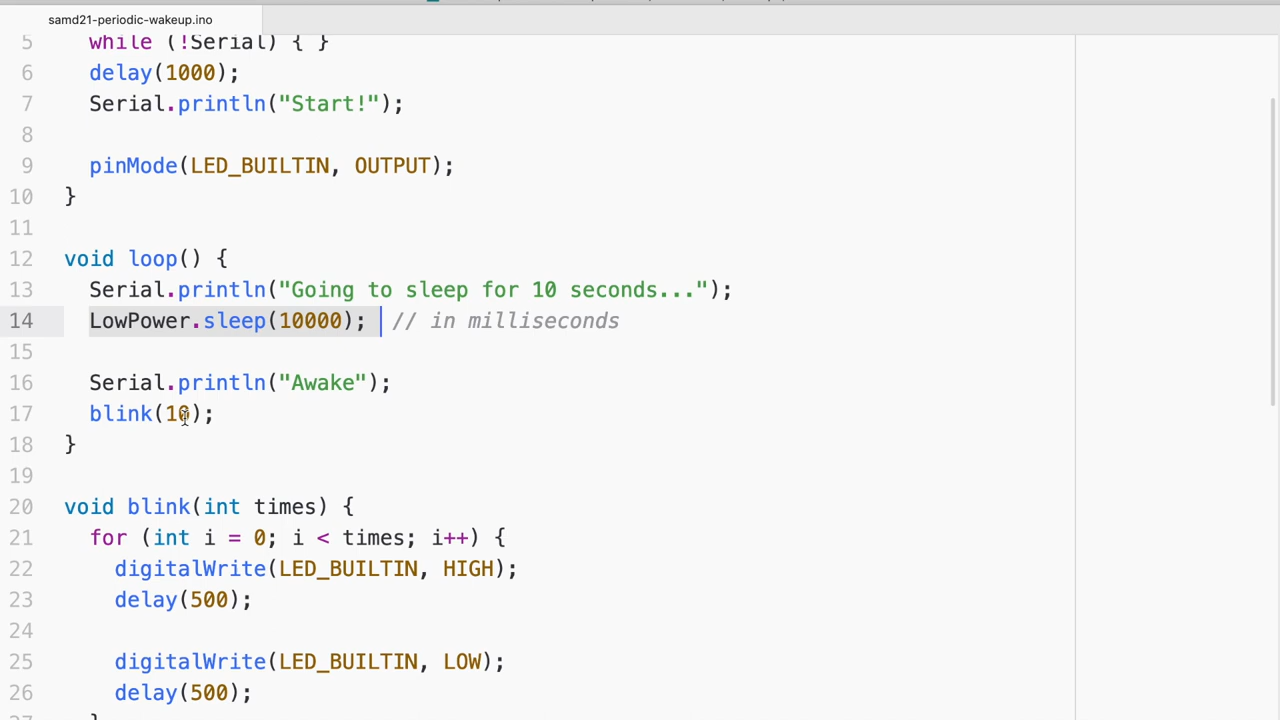 samd21-periodic-wakeup.ino
5 while (!Serial) { }
6 delay(1000);
7 Serial.println("Start!");
8
9 pinMode(LED_BUILTIN, OUTPUT);
10 }
11
12 void loop() {
13 Serial.println("Going to sleep for 10 seconds...");
14 LowPower.sleep(10000); // in milliseconds
15
16 Serial.println("Awake");
17 blink(10);
18 }
19
20 void blink(int times) {
21 for (int i = 0; i < times; i++) {
22 digitalWrite(LED_BUILTIN, HIGH);
23 delay(500);
24
25 digitalWrite(LED_BUILTIN, LOW);
26 delay(500);
27 }